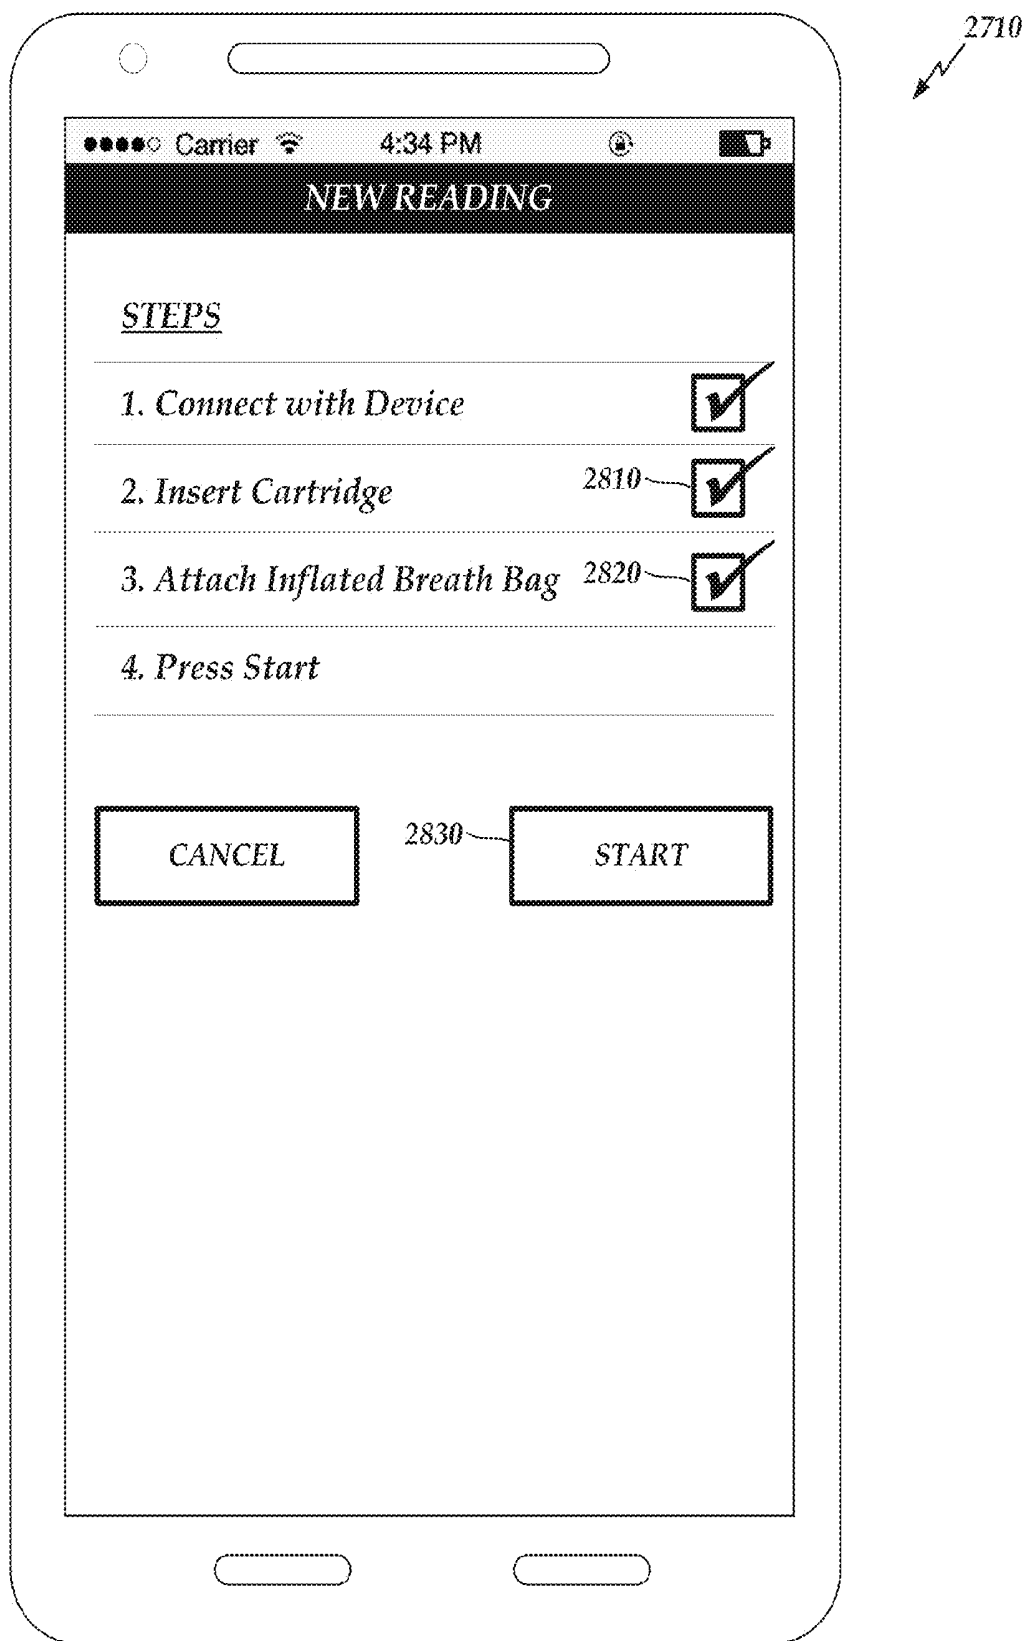 2710
Carrier 4:34 PM
NEW READING
STEPS
1. Connect with Device
2. Insert Cartridge 2810
3. Attach Inflated Breath Bag 2820
4. Press Start
CANCEL 2830 START